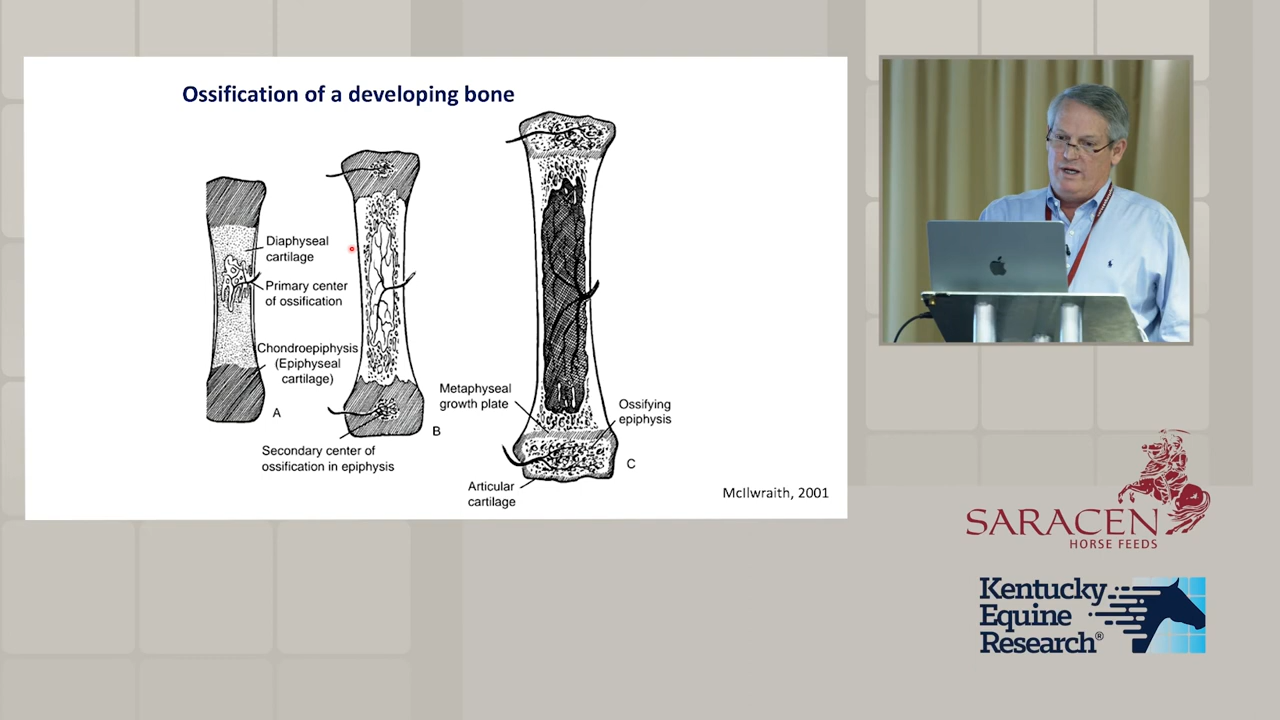 Ossification of a developing bone
Diaphyseal
cartilage
Primary center
of ossification
Chondroepiphysis
(Epiphyseal
cartilage)
A
Secondary center of
ossification in epiphysis
B
Metaphyseal
growth plate
Ossifying
epiphysis
C
Articular
cartilage
McIlwraith, 2001
SARACEN
HORSE FEEDS
Kentucky
Equine
Research®